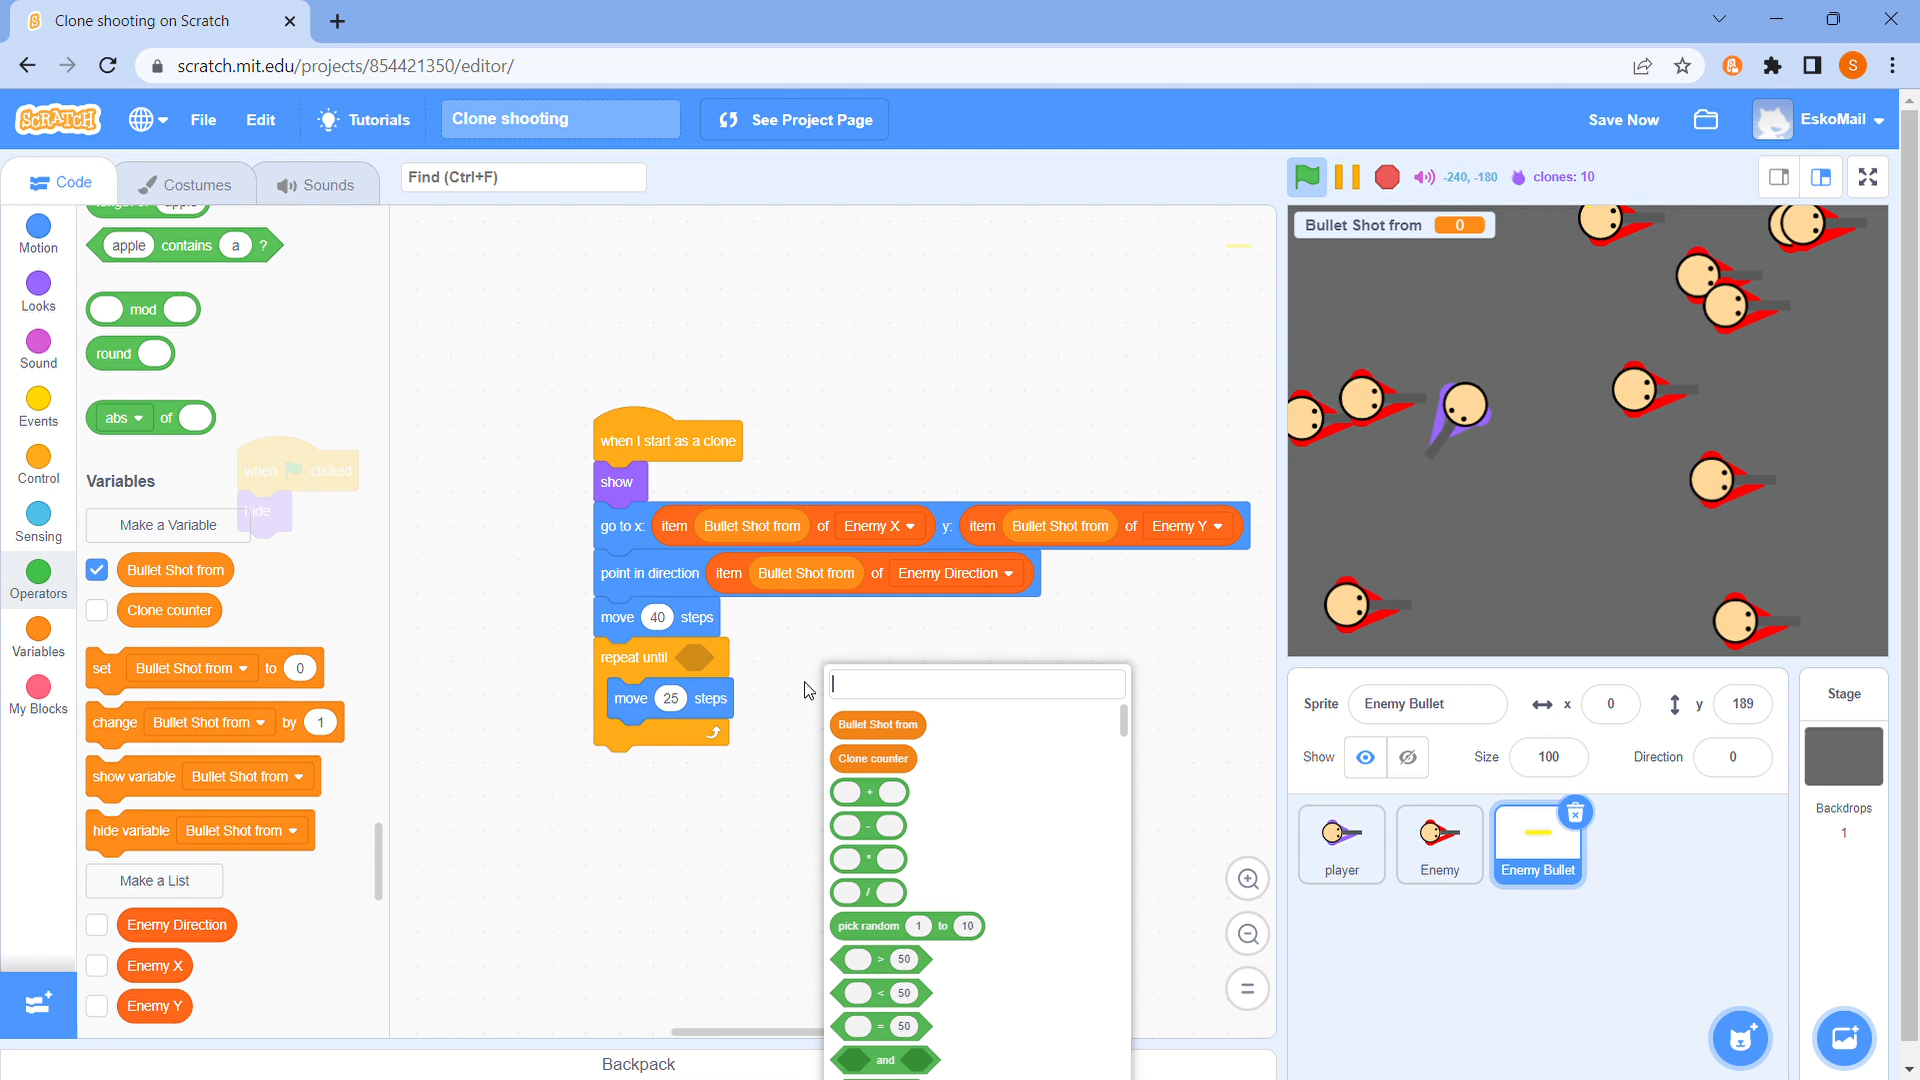 Clone shooting on Scratch
scratch.mit.edu/projects/854421350/editor/
S
SCRATCH
File
Edit
Tutorials
Clone shooting
See Project Page
Save Now
EskoMail
Code
Costumes
Sounds
Find (Ctrl+F)
-240, -180
clones: 10
Motion
Looks
Sound
Events
Control
Sensing
Operators
Variables
My Blocks
apple contains a ?
mod
round
abs of
Variables
Make a Variable
Bullet Shot from
Clone counter
set Bullet Shot from to 0
change Bullet Shot from by 1
show variable Bullet Shot from
hide variable Bullet Shot from
Make a List
Enemy Direction
Enemy X
Enemy Y
when clicked
hide
when I start as a clone
show
go to x: item Bullet Shot from of Enemy X y: item Bullet Shot from of Enemy Y
point in direction item Bullet Shot from of Enemy Direction
move 40 steps
repeat until
move 25 steps
Bullet Shot from
Clone counter
+
-
*
/
pick random 1 to 10
> 50
< 50
= 50
and
Backpack
Bullet Shot from 0
Sprite Enemy Bullet x 0 y 189
Show Size 100 Direction 0
player
Enemy
Enemy Bullet
Stage
Backdrops
1